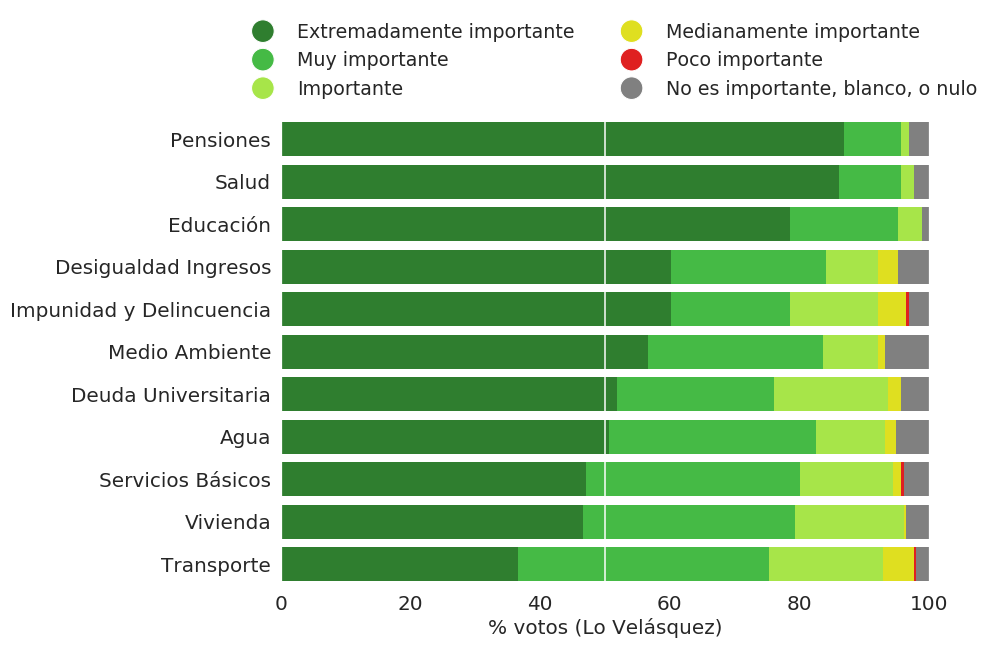 Extremadamente importante
Muy importante
Importante
Medianamente importante
Poco importante
No es importante, blanco, o nulo
Pensiones
Salud
Educación
Desigualdad Ingresos
Impunidad y Delincuencia
Medio Ambiente
Deuda Universitaria
Agua
Servicios Básicos
Vivienda
Transporte
0 20 40 60 80 100
% votos (Lo Velásquez)